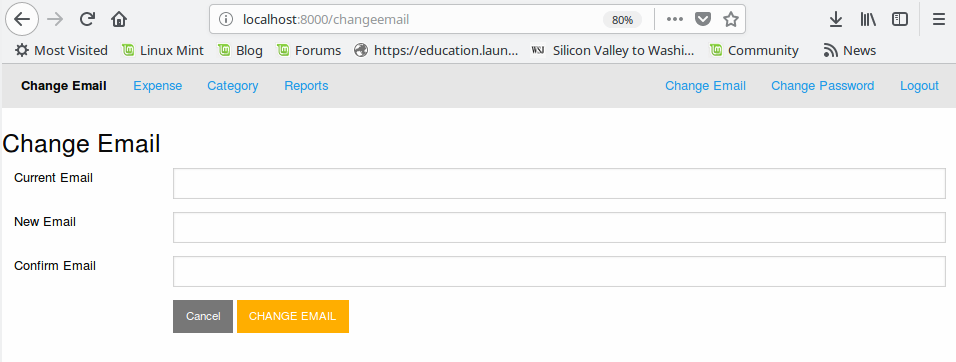 localhost:8000/changeemail 80%
Most Visited Linux Mint Blog Forums https://education.laun... WSJ Silicon Valley to Washi... Community News
Change Email Expense Category Reports Change Email Change Password Logout
Change Email
Current Email
New Email
Confirm Email
Cancel CHANGE EMAIL